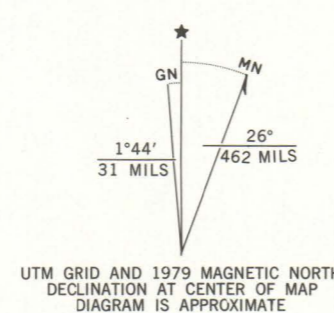 ★
GN
MN
1°44′
31 MILS
26°
462 MILS
UTM GRID AND 1979 MAGNETIC NORTH
DECLINATION AT CENTER OF MAP
DIAGRAM IS APPROXIMATE